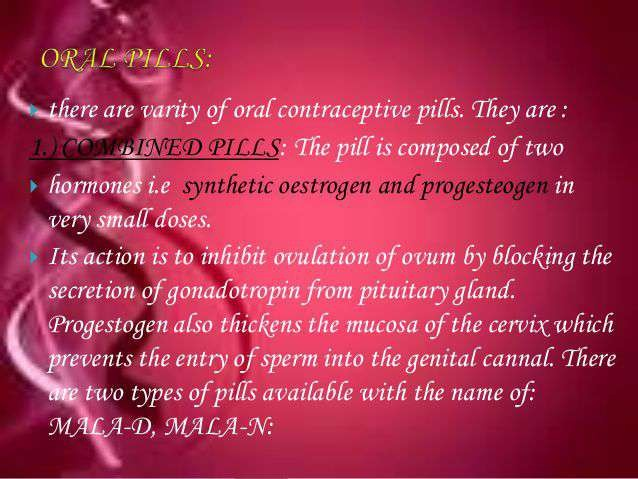 ORAL PILLS:
there are varity of oral contraceptive pills. They are :
1.) COMBINED PILLS: The pill is composed of two
hormones i.e synthetic oestrogen and progesteogen in
very small doses.
Its action is to inhibit ovulation of ovum by blocking the
secretion of gonadotropin from pituitary gland.
Progestogen also thickens the mucosa of the cervix which
prevents the entry of sperm into the genital cannal. There
are two types of pills available with the name of:
MALA-D, MALA-N: